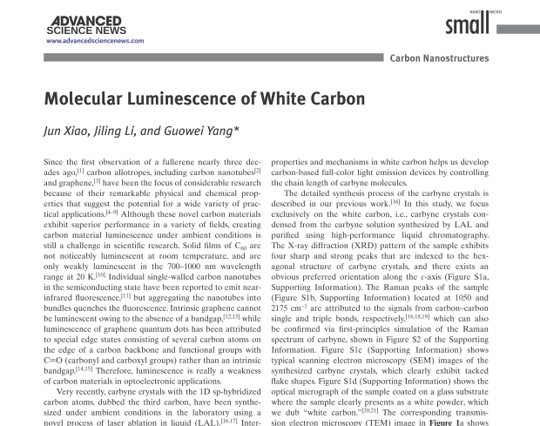 ADVANCED
SCIENCE NEWS
www.advancedsciencenews.com
NANO MICRO
small
Carbon Nanostructures
Molecular Luminescence of White Carbon
Jun Xiao, Jiling Li, and Guowei Yang*
Since the first observation of a fullerene nearly three dec-
ades ago,[1] carbon allotropes, including carbon nanotubes[2]
and graphene,[3] have been the focus of considerable research
because of their remarkable physical and chemical prop-
erties that suggest the potential for a wide variety of prac-
tical applications.[4–9] Although these novel carbon materials
exhibit superior performance in a variety of fields, creating
carbon material luminescence under ambient conditions is
still a challenge in scientific research. Solid films of C60 are
not noticeably luminescent at room temperature, and are
only weakly luminescent in the 700–1000 nm wavelength
range at 20 K.[10] Individual single-walled carbon nanotubes
in the semiconducting state have been reported to emit near-
infrared fluorescence,[11] but aggregating the nanotubes into
bundles quenches the fluorescence. Intrinsic graphene cannot
be luminescent owing to the absence of a bandgap,[12,13] while
luminescence of graphene quantum dots has been attributed
to special edge states consisting of several carbon atoms on
the edge of a carbon backbone and functional groups with
C=O (carbonyl and carboxyl groups) rather than an intrinsic
bandgap.[14,15] Therefore, luminescence is really a weakness
of carbon materials in optoelectronic applications.
Very recently, carbyne crystals with the 1D sp-hybridized
carbon atoms, dubbed the third carbon, have been synthe-
sized under ambient conditions in the laboratory using a
novel process of laser ablation in liquid (LAL).[16,17] Inter-
properties and mechanisms in white carbon helps us develop
carbon-based full-color light emission devices by controlling
the chain length of carbyne molecules.
The detailed synthesis process of the carbyne crystals is
described in our previous work.[16] In this study, we focus
exclusively on the white carbon, i.e., carbyne crystals con-
densed from the carbyne solution synthesized by LAL and
purified using high-performance liquid chromatography.
The X-ray diffraction (XRD) pattern of the sample exhibits
four sharp and strong peaks that are indexed to the hex-
agonal structure of carbyne crystals, and there exists an
obvious preferred orientation along the c-axis (Figure S1a,
Supporting Information). The Raman peaks of the sample
(Figure S1b, Supporting Information) located at 1050 and
2175 cm−1 are attributed to the signals from carbon–carbon
single and triple bonds, respectively,[16,18,19] which can also
be confirmed via first-principles simulation of the Raman
spectrum of carbyne, shown in Figure S2 of the Supporting
Information. Figure S1c (Supporting Information) shows
typical scanning electron microscopy (SEM) images of the
synthesized carbyne crystals, which clearly exhibit tacked
flake shapes. Figure S1d (Supporting Information) shows the
optical micrograph of the sample coated on a glass substrate
where the sample clearly presents as a white powder, which
we dub “white carbon.”[20,21] The corresponding transmis-
sion electron microscopy (TEM) image in Figure 1a shows